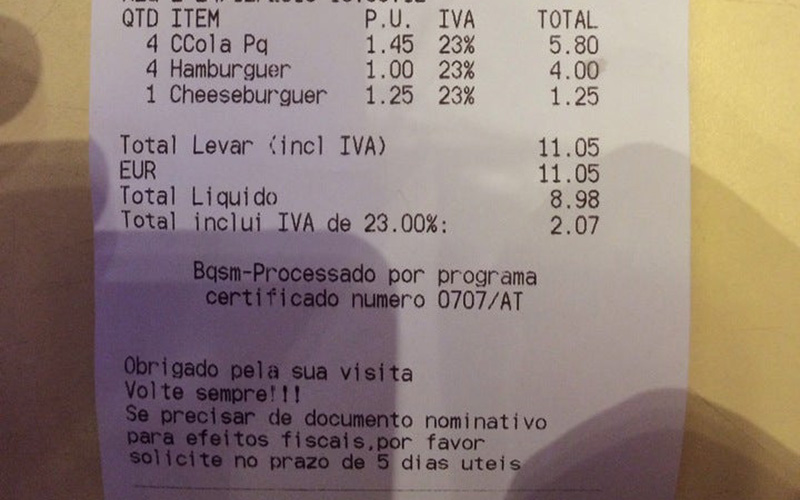 QTD ITEM P.U. IVA TOTAL
4 CCola Pq 1.45 23% 5.80
4 Hamburguer 1.00 23% 4.00
1 Cheeseburguer 1.25 23% 1.25
Total Levar (incl IVA) 11.05
EUR 11.05
Total Liquido 8.98
Total inclui IVA de 23.00%: 2.07
Bqsm-Processado por programa
certificado numero 0707/AT
Obrigado pela sua visita
Volte sempre!!!
Se precisar de documento nominativo
para efeitos fiscais,por favor
solicite no prazo de 5 dias uteis